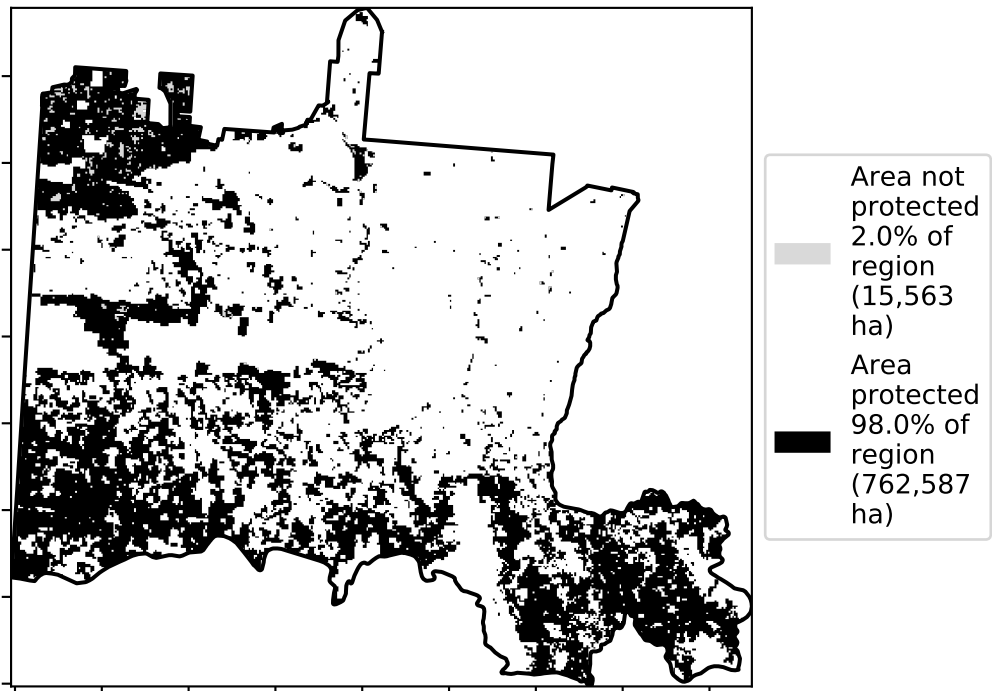 Area not
protected
2.0% of
region
(15,563
ha)
Area
protected
98.0% of
region
(762,587
ha)